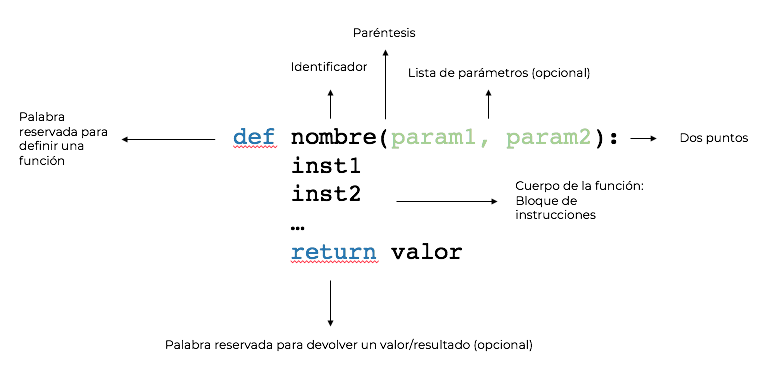 Paréntesis
Identificador
Lista de parámetros (opcional)
Palabra
reservada para
definir una
función
def nombre(param1, param2):
Dos puntos
inst1
inst2
Cuerpo de la función:
Bloque de
instrucciones
…
return valor
Palabra reservada para devolver un valor/resultado (opcional)